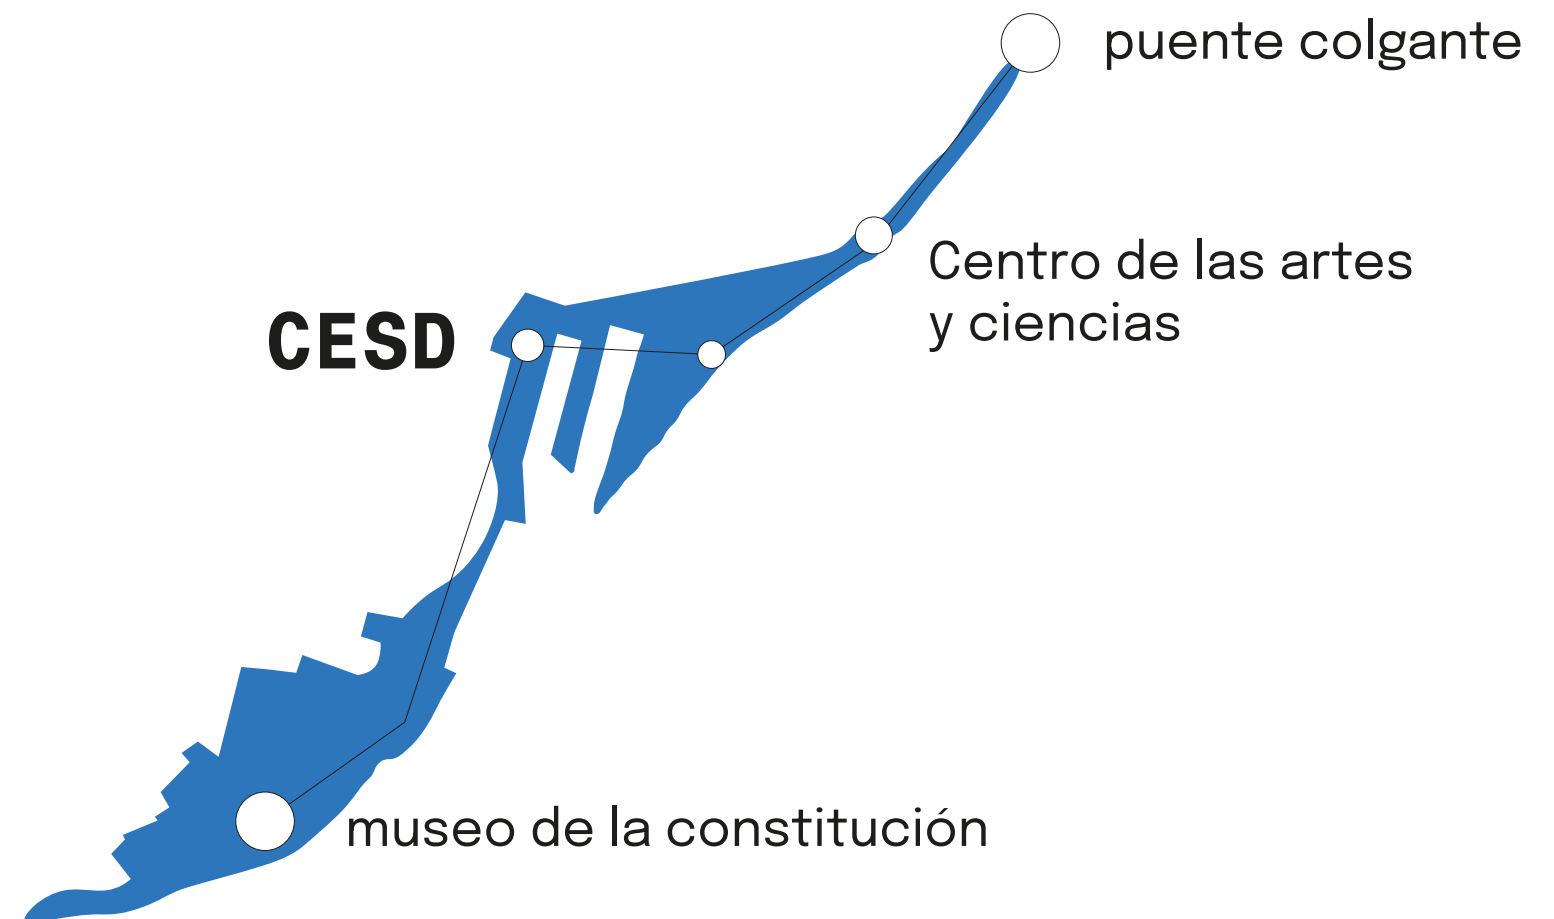 puente colgante
Centro de las artes
y ciencias
CESD
museo de la constitución